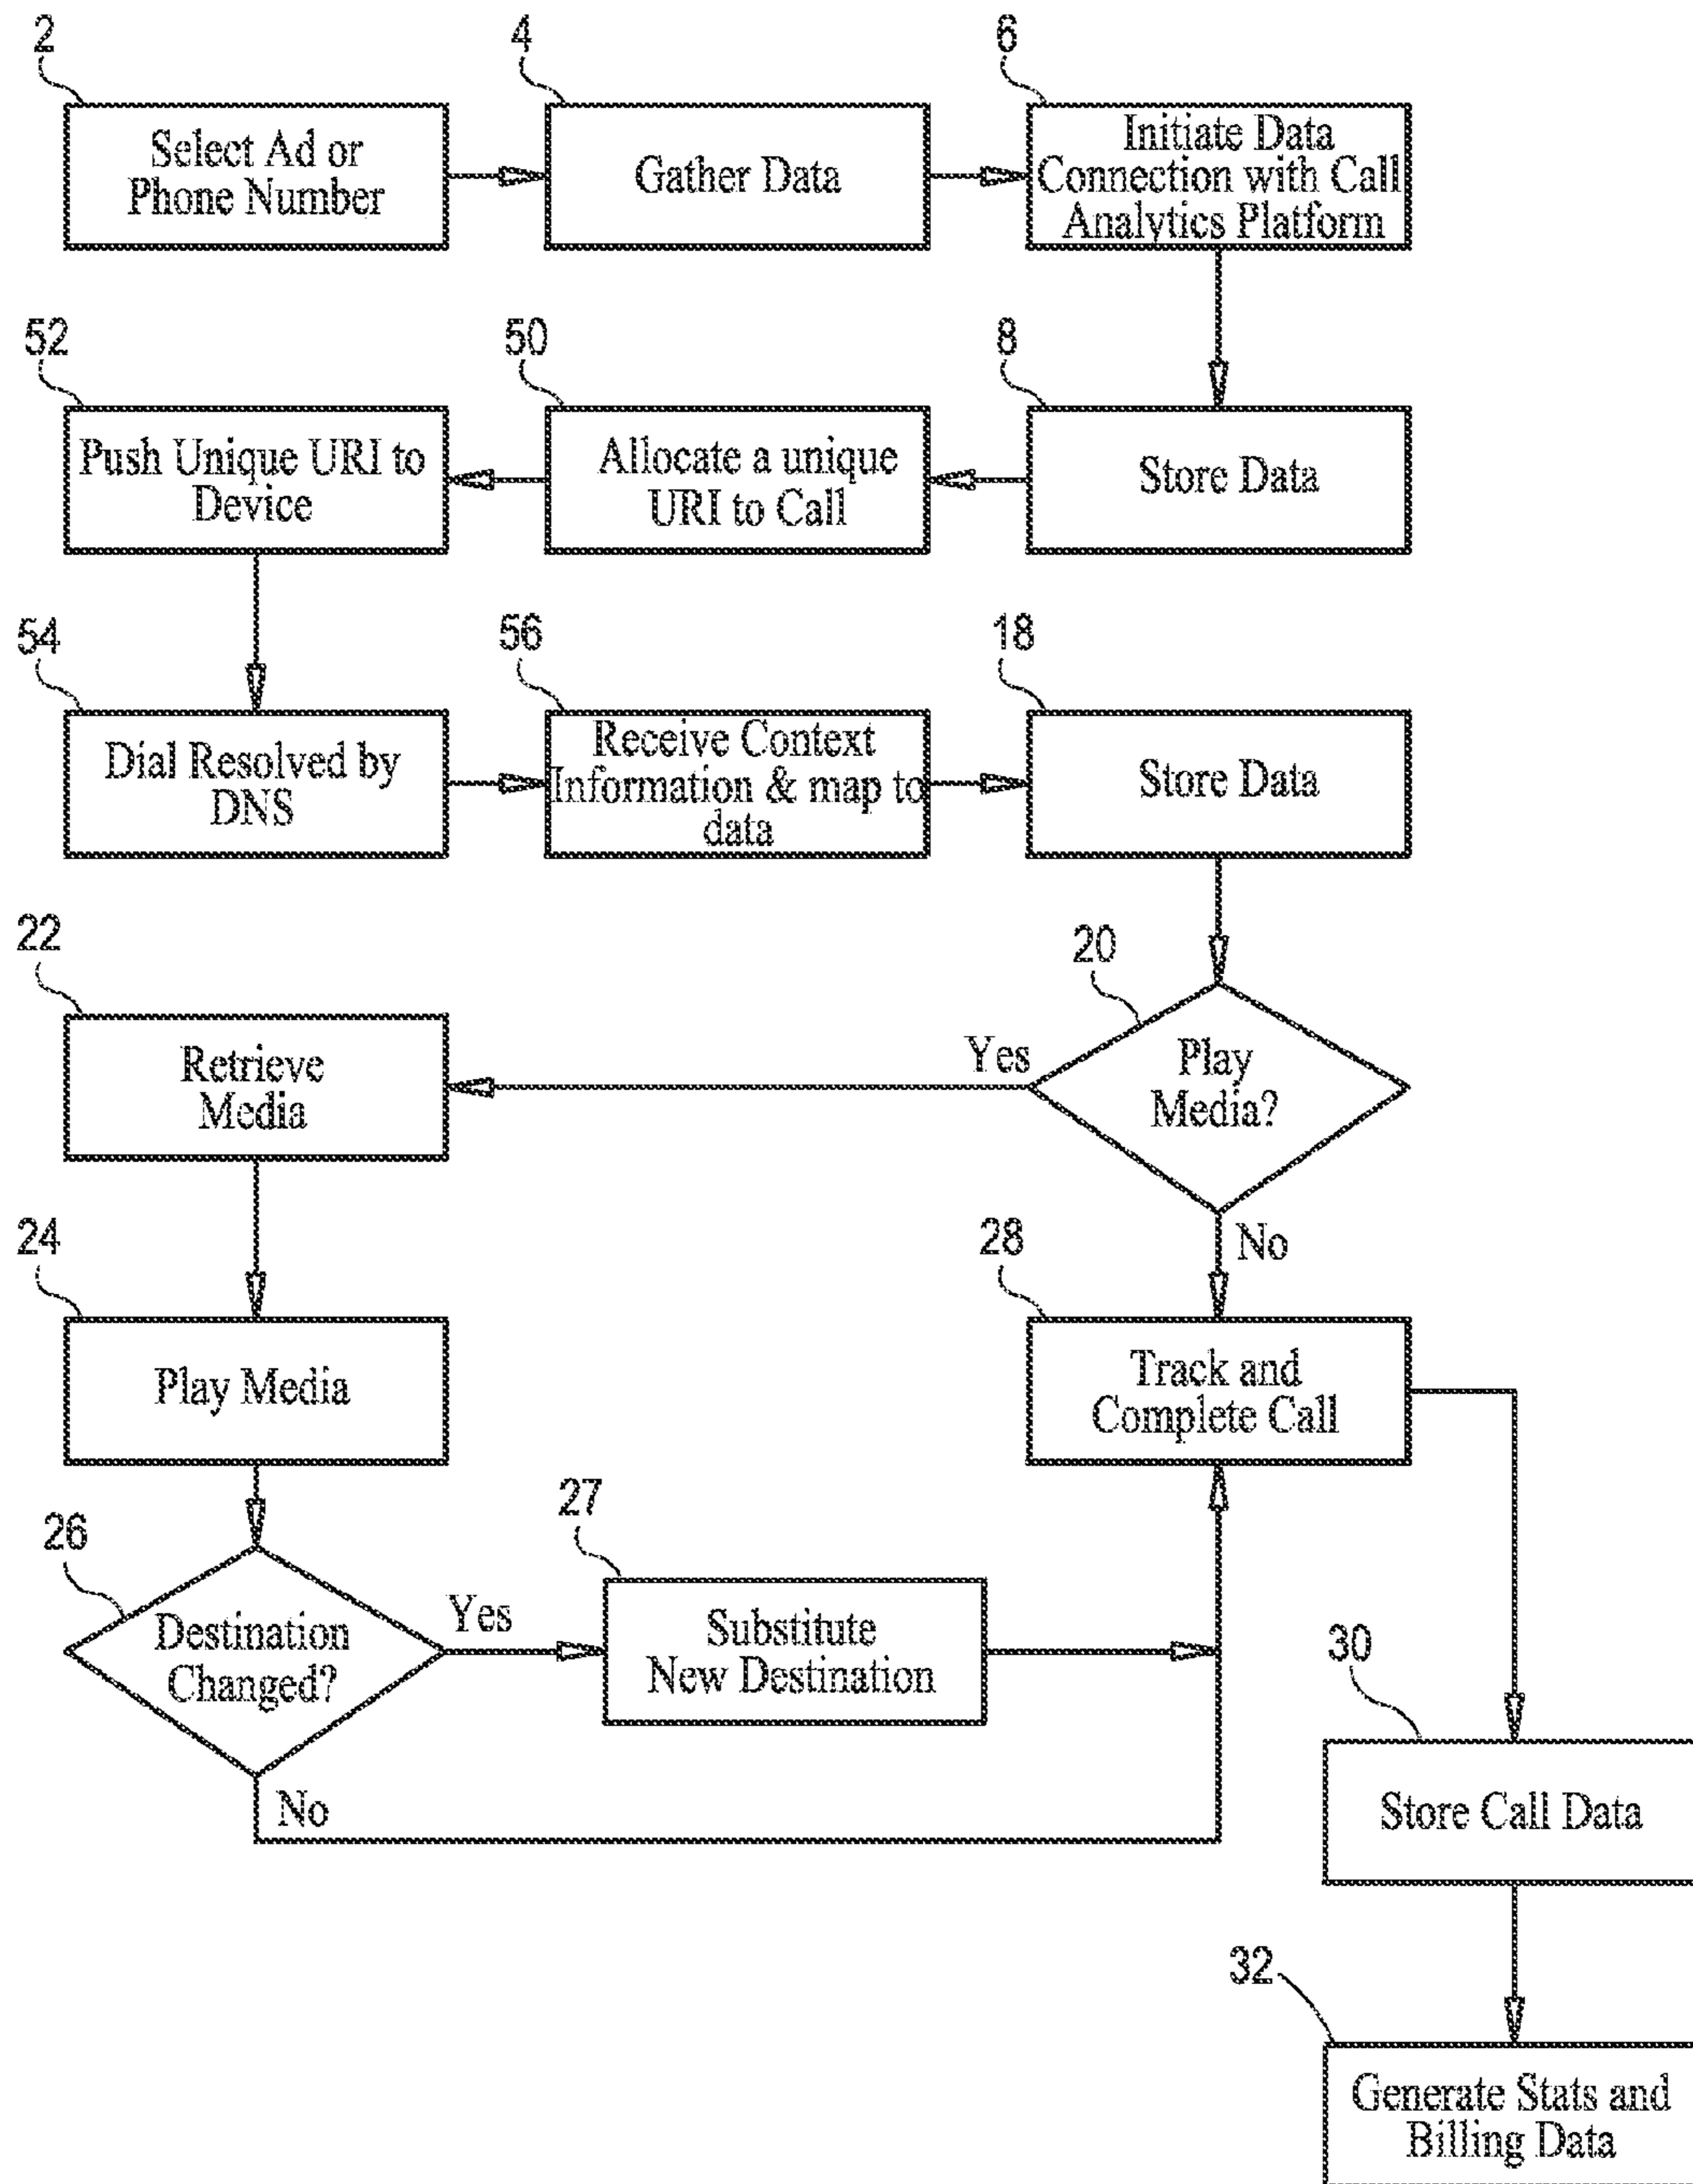 2
4
6
Select Ad or
Phone Number
Gather Data
Initiate Data
Connection with Call
Analytics Platform
52
50
8
Push Unique URI to
Device
Allocate a unique
URI to Call
Store Data
54
56
18
Dial Resolved by
DNS
Receive Context
Information & map to
data
Store Data
22
20
Retrieve
Media
Yes
Play
Media?
24
28
No
Play Media
Track and
Complete Call
26
27
Destination
Changed?
Yes
Substitute
New Destination
30
No
Store Call Data
32
Generate Stats and
Billing Data